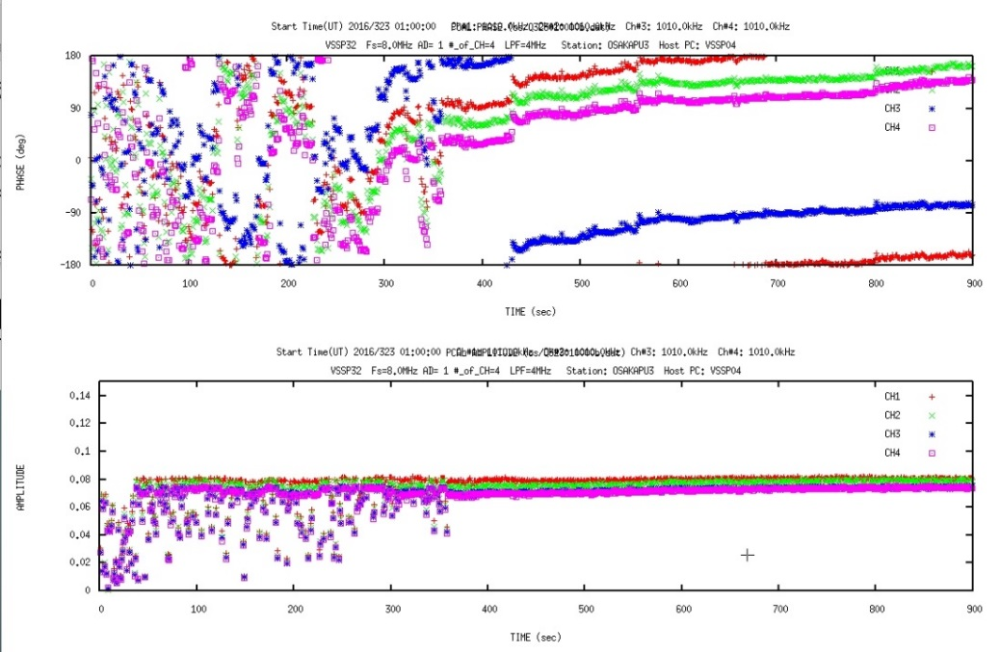 Start Time(UT) 2016/323 01:00:00 Ch#3: 1010.0kHz Ch#4: 1010.0kHz
VSSP32 Fs=8.0MHz AD= 1 #_of_CH=4 LPF=4MHz Station: OSAKAPU3 Host PC: VSSP04
180
90
CH3
CH4
PHASE (deg)
0
-90
-180
0 100 200 300 400 500 600 700 800 900
TIME (sec)
Start Time(UT) 2016/323 01:00:00 Ch#3: 1010.0kHz Ch#4: 1010.0kHz
VSSP32 Fs=8.0MHz AD= 1 #_of_CH=4 LPF=4MHz Station: OSAKAPU3 Host PC: VSSP04
0.14
CH1
0.12
CH2
CH3
0.1
CH4
0.08
AMPLITUDE
0.06
0.04
0.02
0
0 100 200 300 400 500 600 700 800 900
TIME (sec)